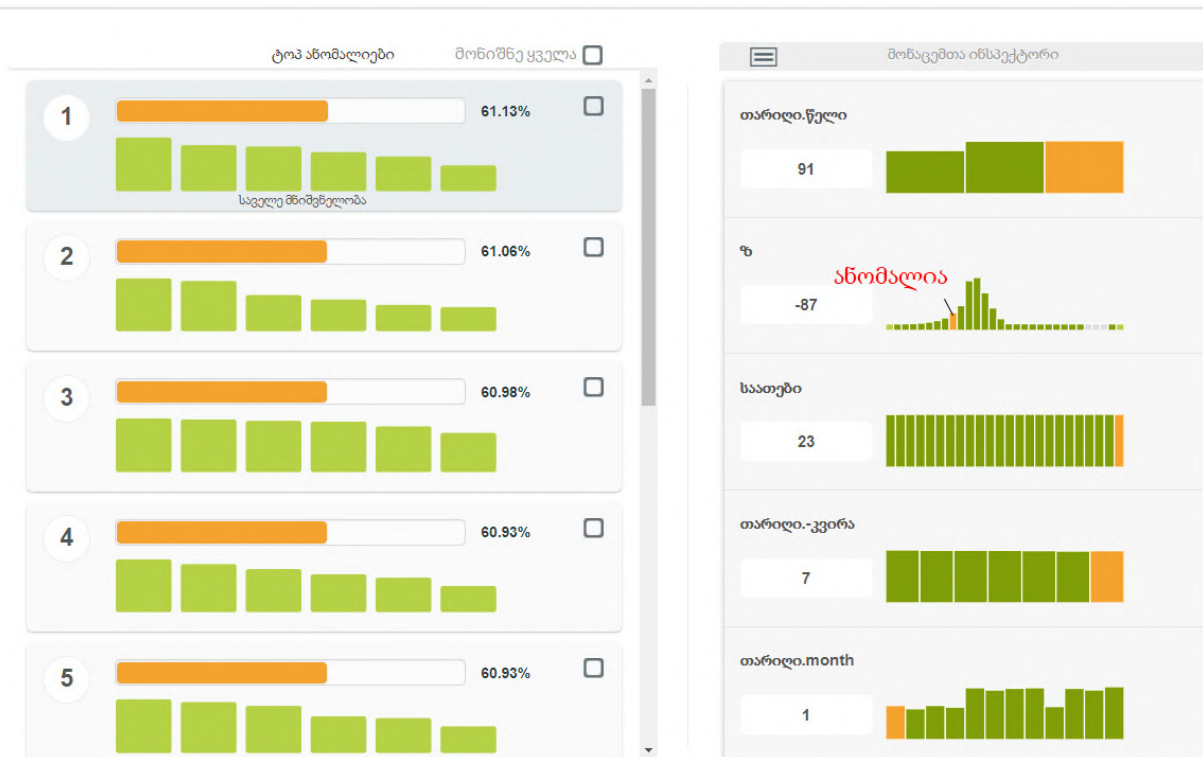 ტოპ ანომალიები
მონიშნე ყველა
1
61.13%
საველე მნიშვნელობა
2
61.06%
3
60.98%
4
60.93%
5
60.93%
მონაცემთა ინსპექტორი
თარიღი.წელი
91
ზ
-87
ანომალია
საათები
23
თარიღი.-კვირა
7
თარიღი.month
1